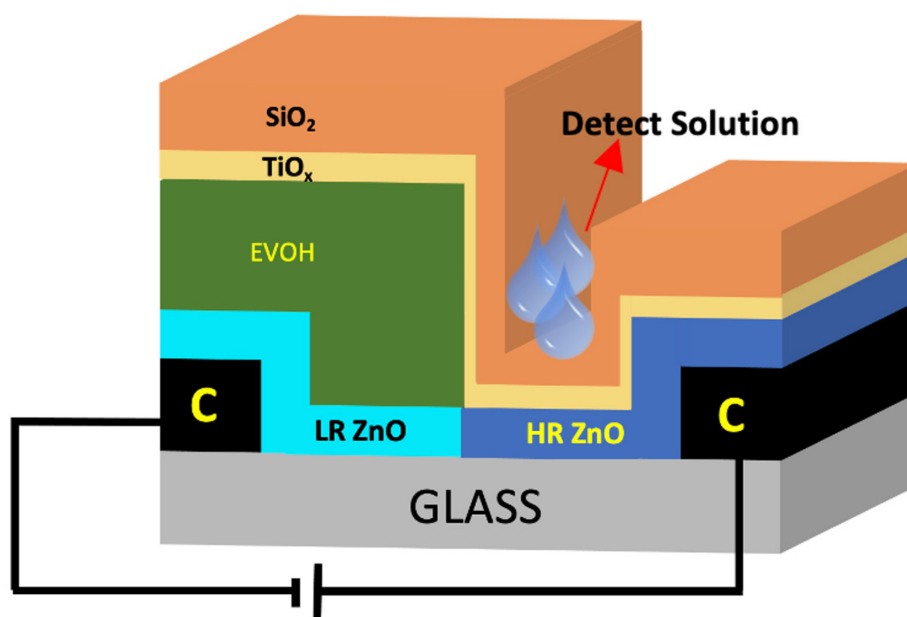 SiO₂
Detect Solution
TiOₓ
EVOH
C
C
LR ZnO
HR ZnO
GLASS